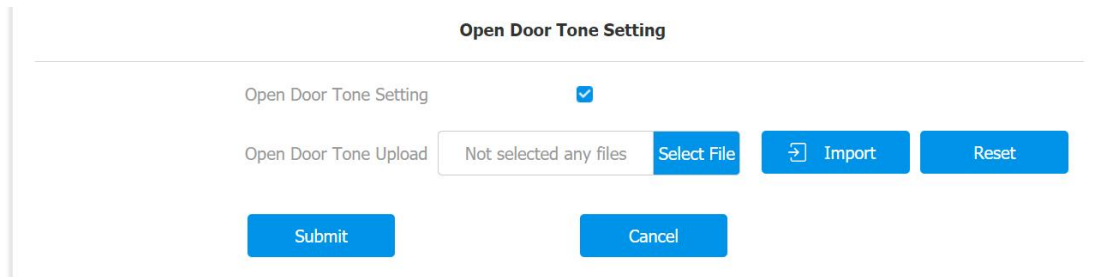 Open Door Tone Setting
Open Door Tone Setting
Open Door Tone Upload Not selected any files Select File Import Reset
Submit Cancel